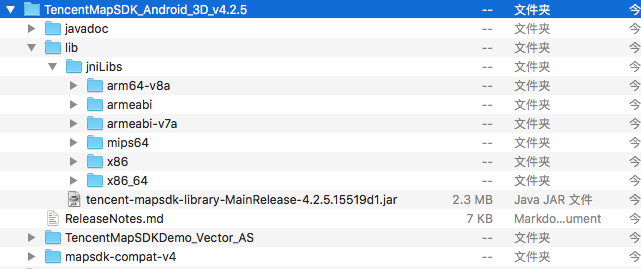 TencentMapSDK_Android_3D_v4.2.5 -- 文件夹 今
javadoc -- 文件夹 今
lib -- 文件夹 今
jniLibs -- 文件夹 今
arm64-v8a -- 文件夹 今
armeabi -- 文件夹 今
armeabi-v7a -- 文件夹 今
mips64 -- 文件夹 今
x86 -- 文件夹 今
x86_64 -- 文件夹 今
tencent-mapsdk-library-MainRelease-4.2.5.15519d1.jar 2.3 MB Java JAR 文件 今
ReleaseNotes.md 7 KB Markdo...ument 今
TencentMapSDKDemo_Vector_AS -- 文件夹 今
mapsdk-compat-v4 -- 文件夹 今